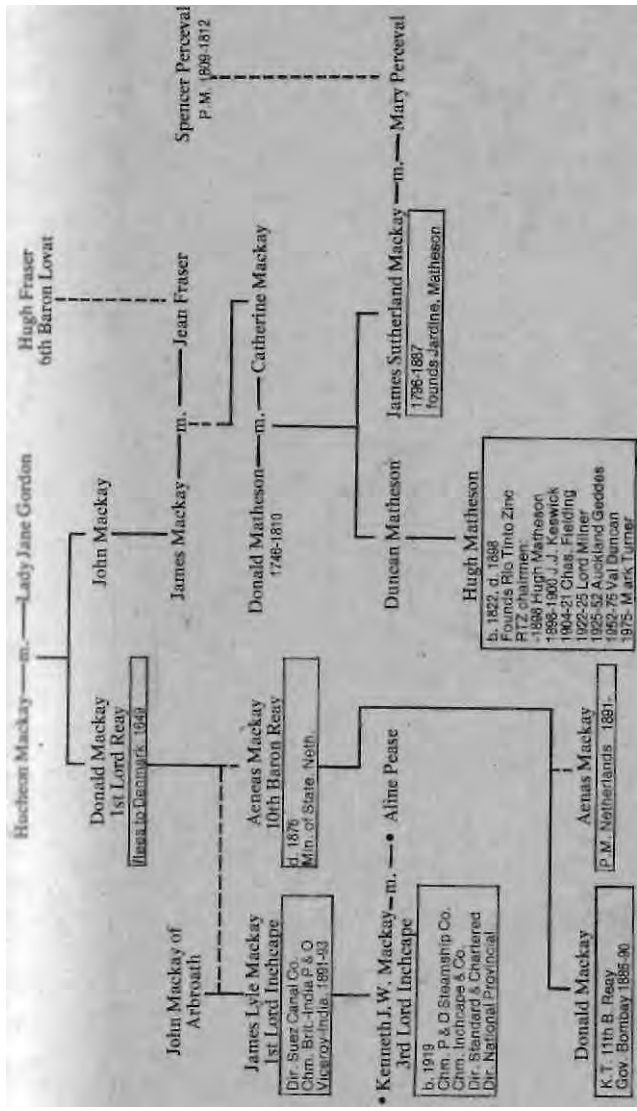 Hucheon Mackay — m. — Lady Jane Gordon
Hugh Fraser
6th Baron Lovat
Spencer Perceval
P.M. 1809-1812
Donald Mackay
1st Lord Reay
flees to Denmark 1649
John Mackay
James Mackay — m. — Jean Fraser
John Mackay of
Arbroath
James Lyle Mackay
1st Lord Inchcape
Dir. Suez Canal Co.
Chm. Brit.-India P & O
Viceroy-India, 1891-93
Aeneas Mackay
10th Baron Reay
d. 1876
Min. of State, Neth.
Donald Matheson — m. — Catherine Mackay
1746-1810
• Kenneth J.W. Mackay — m. — • Aline Pease
3rd Lord Inchcape
b. 1919
Chm. P & O Steamship Co.
Chm. Inchcape & Co.
Dir. Standard & Chartered
Dir. National Provincial
Duncan Matheson
James Sutherland Mackay — m. — Mary Perceval
1796-1887
founds Jardine, Matheson
Hugh Matheson
b. 1822, d. 1898
Founds Rio Tinto Zinc
RTZ chairmen:
-1898 Hugh Matheson
1898-1900 J.J. Keswick
1904-21 Chas. Fielding
1922-25 Lord Milner
1925-52 Auckland Geddes
1952-75 Val Duncan
1975- Mark Turner
Donald Mackay
K.T. 11th B. Reay
Gov. Bombay 1885-90
Aenas Mackay
P.M. Netherlands 1891-